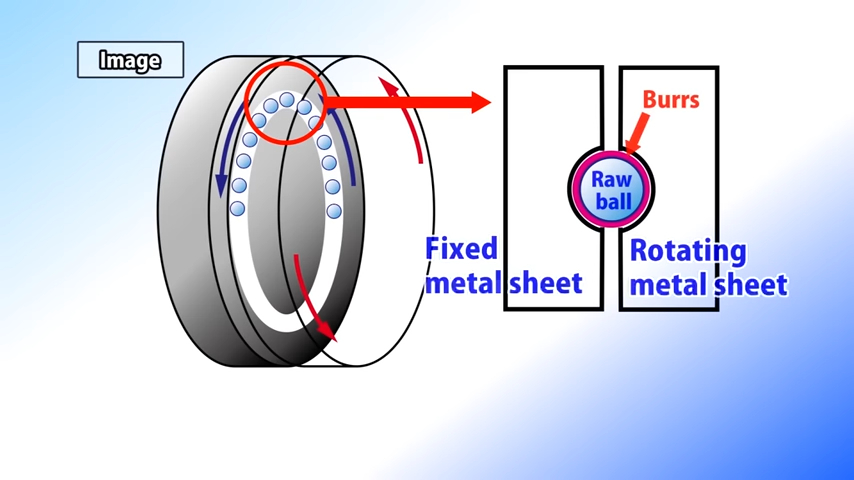 Image
Burrs
Raw
ball
Fixed
metal sheet
Rotating
metal sheet